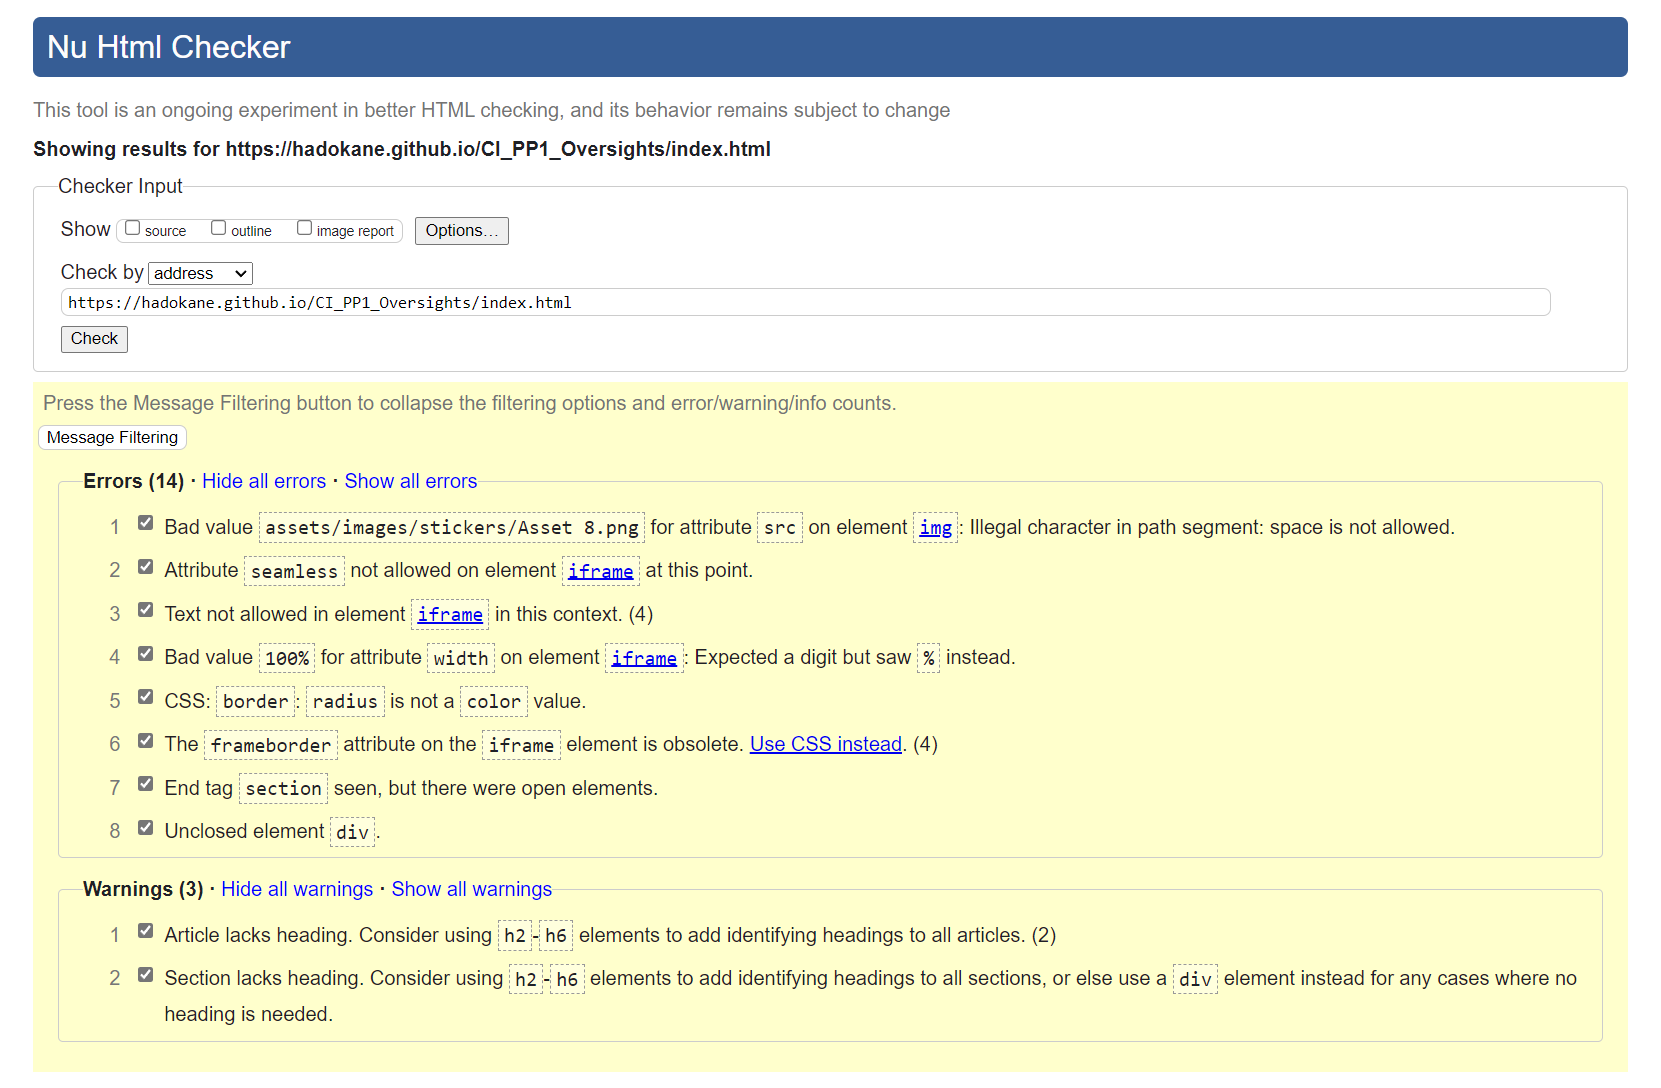 Nu Html Checker
This tool is an ongoing experiment in better HTML checking, and its behavior remains subject to change
Showing results for https://hadokane.github.io/CI_PP1_Oversights/index.html
Checker Input
Show source outline image report Options...
Check by address
https://hadokane.github.io/CI_PP1_Oversights/index.html
Check
Press the Message Filtering button to collapse the filtering options and error/warning/info counts.
Message Filtering
Errors (14) · Hide all errors · Show all errors
1 Bad value assets/images/stickers/Asset 8.png for attribute src on element img: Illegal character in path segment: space is not allowed.
2 Attribute seamless not allowed on element iframe at this point.
3 Text not allowed in element iframe in this context. (4)
4 Bad value 100% for attribute width on element iframe: Expected a digit but saw % instead.
5 CSS: border: radius is not a color value.
6 The frameborder attribute on the iframe element is obsolete. Use CSS instead. (4)
7 End tag section seen, but there were open elements.
8 Unclosed element div.
Warnings (3) · Hide all warnings · Show all warnings
1 Article lacks heading. Consider using h2-h6 elements to add identifying headings to all articles. (2)
2 Section lacks heading. Consider using h2-h6 elements to add identifying headings to all sections, or else use a div element instead for any cases where no
heading is needed.